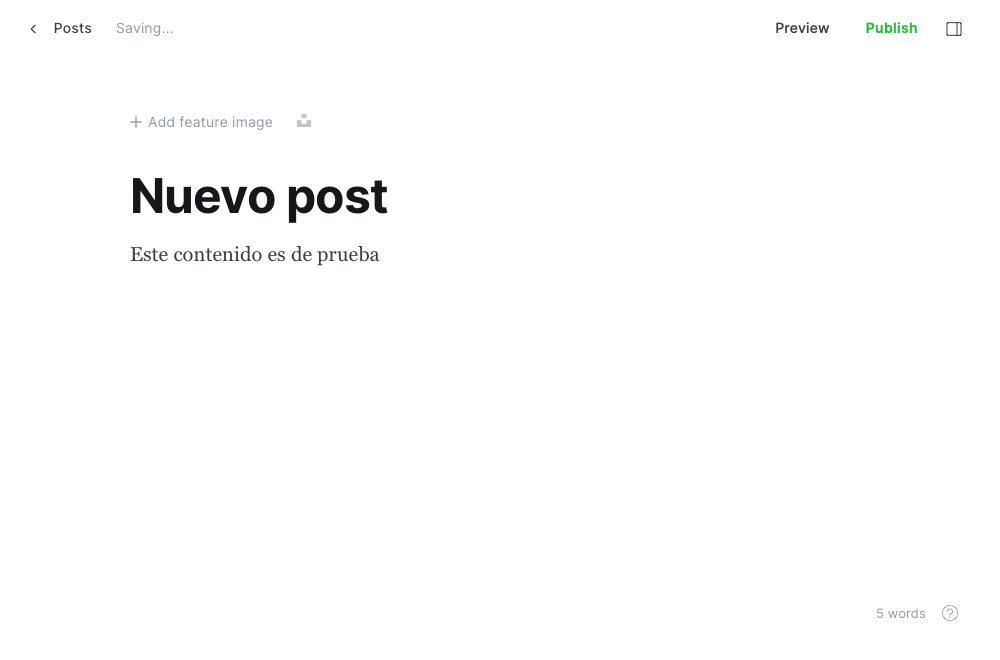 Posts Saving... Preview Publish
Add feature image
Nuevo post
Este contenido es de prueba
5 words ?